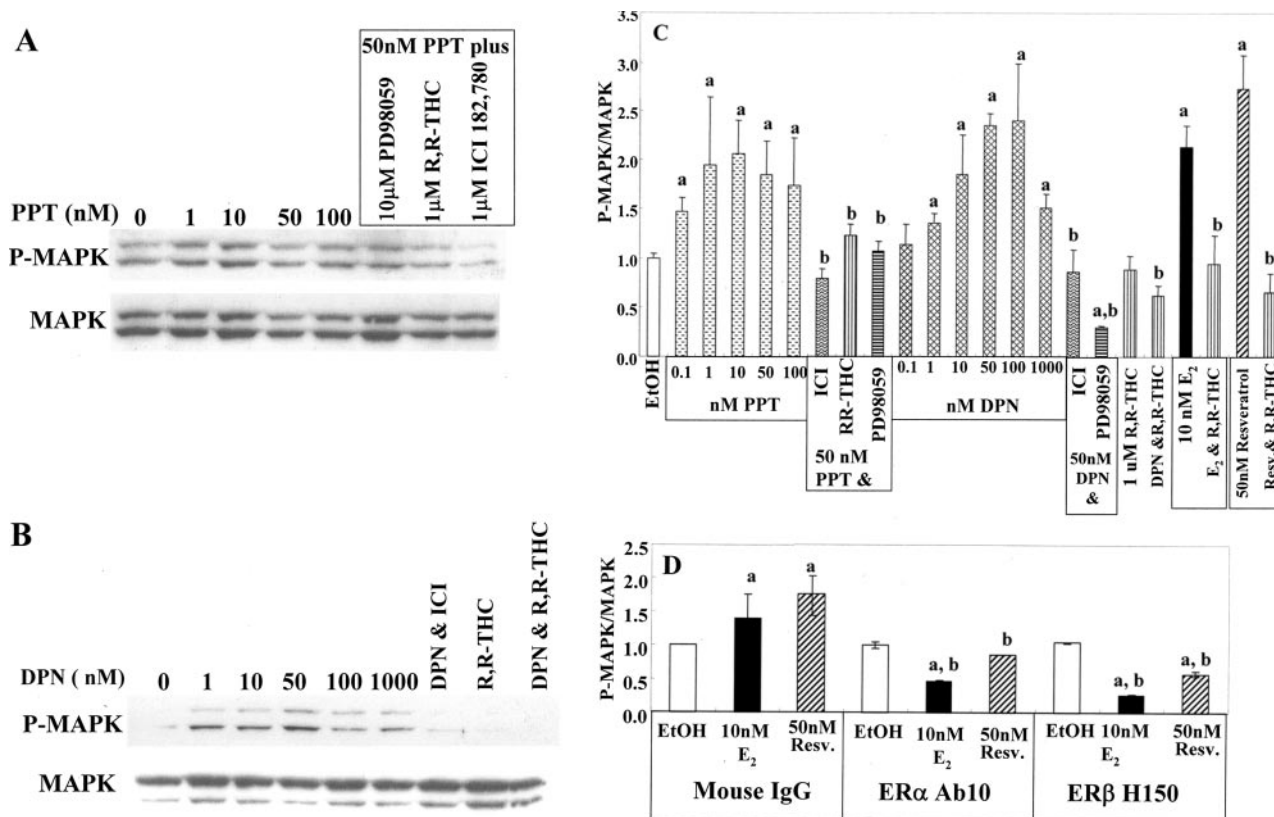 A
50nM PPT plus
10µM PD98059
1µM R,R-THC
1µM ICI 182,780
PPT (nM) 0 1 10 50 100
P-MAPK
MAPK
B
DPN & ICI
R,R-THC
DPN & R,R-THC
DPN ( nM) 0 1 10 50 100 1000
P-MAPK
MAPK
C
P-MAPK/MAPK
3.5
3.0
2.5
2.0
1.5
1.0
0.5
0.0
a a a a a b b b a a a a a b a,b b a b a b
EtOH
0.1 1 10 50 100
nM PPT
ICI
RR-THC
PD98059
50 nM
PPT &
0.1 1 10 50 100 1000
nM DPN
ICI
PD98059
50nM
DPN
&
1 uM R,R-THC
DPN &R,R-THC
10 nM E2
E2 & R,R-THC
50nM Resveratrol
Resv & R,R-THC
D
P-MAPK/MAPK
2.5
2.0
1.5
1.0
0.5
0.0
a a a, b b a, b a, b
EtOH 10nM E2 50nM Resv.
EtOH 10nM E2 50nM Resv.
EtOH 10nM E2 50nM Resv.
Mouse IgG
ERα Ab10
ERβ H150